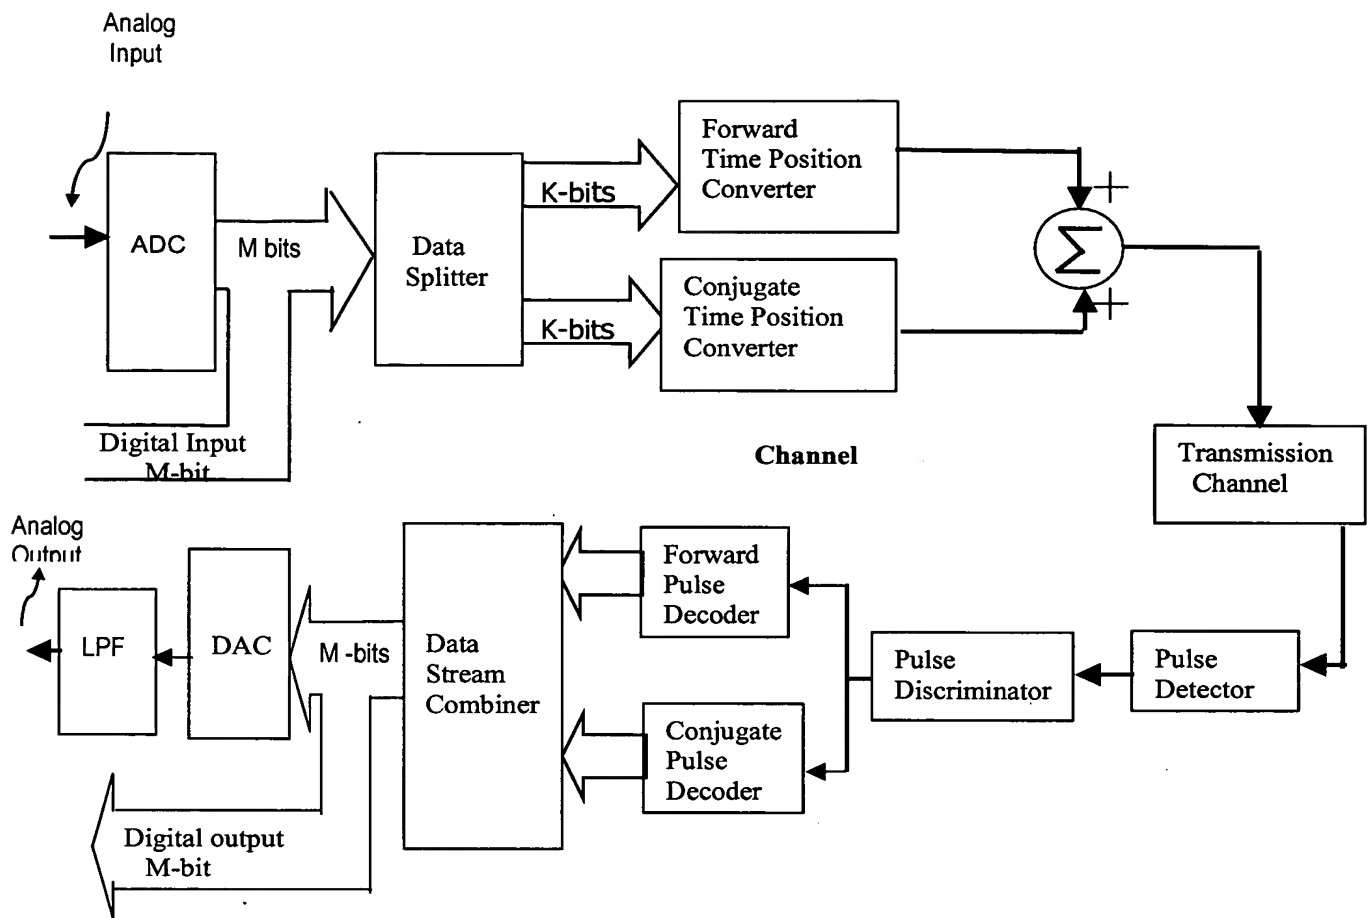 Analog
Input
Forward
Time Position
Converter
K-bits
+
ADC
M bits
Data
Splitter
Σ
Conjugate
Time Position
Converter
K-bits
+
Digital Input
M-bit
Channel
Transmission
Channel
Analog
Output
Forward
Pulse
Decoder
LPF
DAC
M -bits
Data
Stream
Combiner
Pulse
Discriminator
Pulse
Detector
Conjugate
Pulse
Decoder
Digital output
M-bit